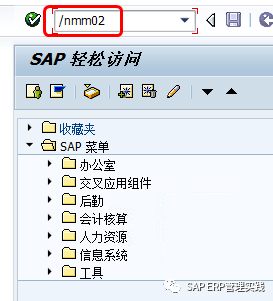 /nmm02
SAP 轻松访问
收藏夹
SAP 菜单
办公室
交叉应用组件
后勤
会计核算
人力资源
信息系统
工具
SAP ERP管理实践